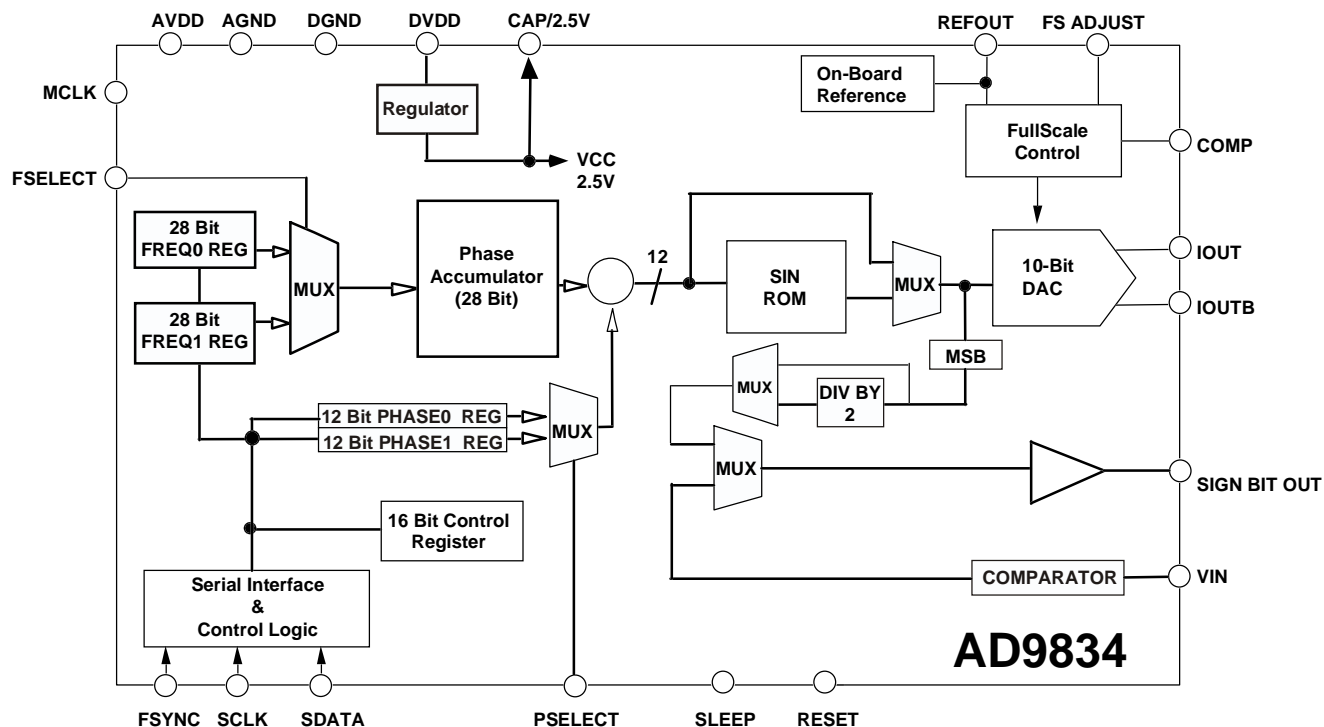 AVDD AGND DGND DVDD CAP/2.5V REFOUT FS ADJUST
MCLK
Regulator
On-Board
Reference
FullScale
Control
COMP
FSELECT
VCC
2.5V
28 Bit
FREQ0 REG
28 Bit
FREQ1 REG
MUX
Phase
Accumulator
(28 Bit)
12
SIN
ROM
MUX
10-Bit
DAC
IOUT
IOUTB
MSB
MUX
DIV BY
2
12 Bit PHASE0 REG
12 Bit PHASE1 REG
MUX
MUX
SIGN BIT OUT
16 Bit Control
Register
Serial Interface
&
Control Logic
COMPARATOR
VIN
AD9834
FSYNC SCLK SDATA PSELECT SLEEP RESET